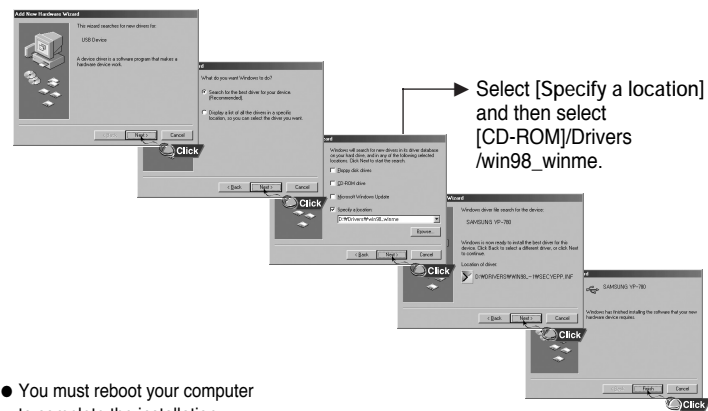 Add New Hardware Wizard
This wizard searches for new drivers for:
USB Device
A device driver is a software program that makes a
hardware device work.
Next >
Cancel
Click
What do you want Windows to do?
Search for the best driver for your device.
(Recommended).
Display a list of all the drivers in a specific
location, so you can select the driver you want.
< Back
Next >
Cancel
Click
Windows will search for new drivers in its driver database
on your hard drive, and in any of the following selected
locations. Click Next to start the search.
Floppy disk drives
CD-ROM drive
Microsoft Windows Update
Specify a location:
D:₩Drivers₩win98_winme
Browse...
< Back
Next >
Cancel
Click
Select [Specify a location]
and then select
[CD-ROM]/Drivers
/win98_winme.
Wizard
Windows driver file search for the device:
SAMSUNG YP-780
Windows is now ready to install the best driver for this
device. Click Back to select a different driver, or click Next
to continue.
Location of driver:
D:₩DRIVERS₩WIN98_~1₩SECYEPP.INF
< Back
Next >
Cancel
Click
SAMSUNG YP-780
Windows has finished installing the software that your new
hardware device requires.
Finish
Cancel
Click
● You must reboot your computer